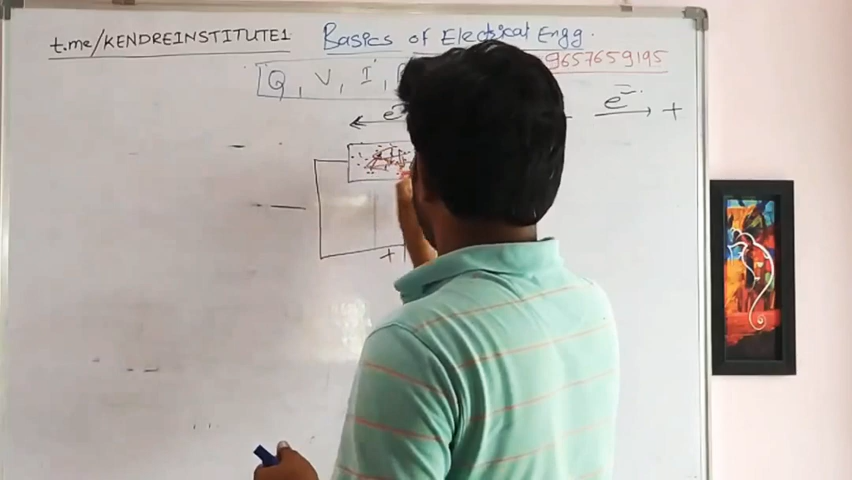 t.me/KENDREINSTITUTE1 Basics of Electrical Engg.
9657659195
Q, V, I,
e⁻ e⁻ +
+